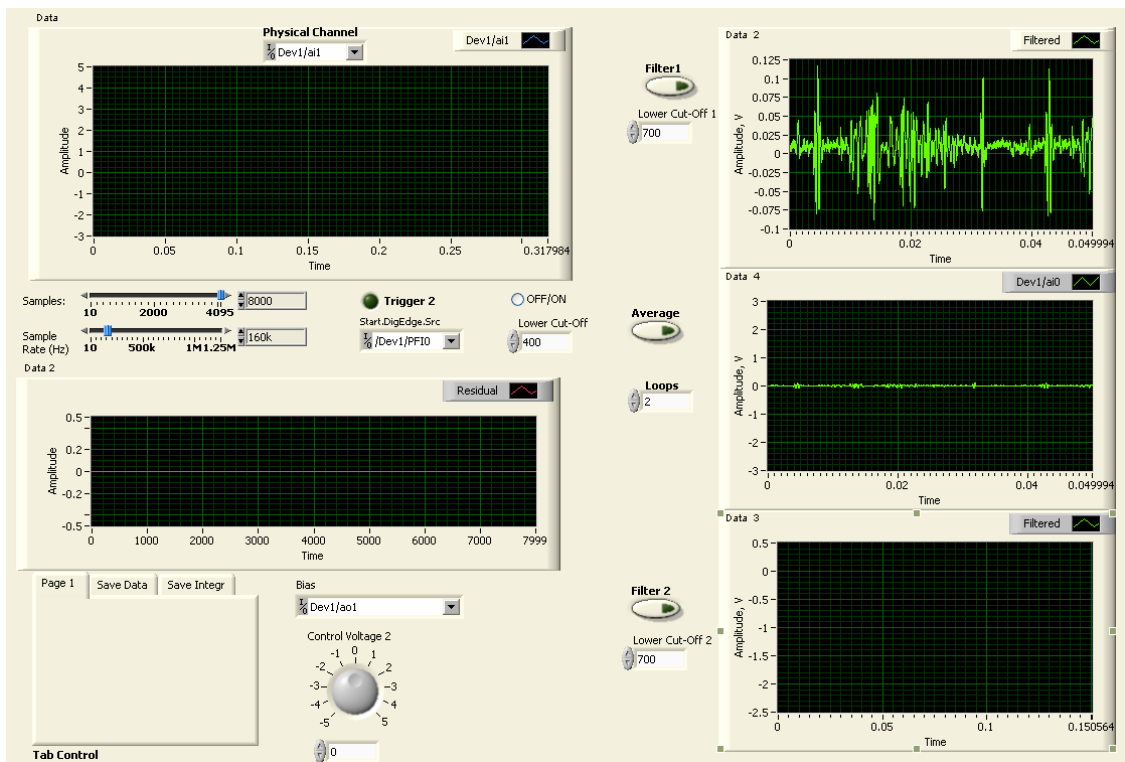 Data
Physical Channel
Dev1/ai1
Dev1/ai1
5
4
3
2
1
0
-1
-2
-3
Amplitude
0 0.05 0.1 0.15 0.2 0.25 0.317984
Time
Samples:
10 2000 4095
8000
Sample
Rate (Hz)
10 500k 1M1.25M
160k
Trigger 2
Start.DigEdge.Src
/Dev1/PFI0
OFF/ON
Lower Cut-Off
400
Data 2
Residual
0.5
0.2
0
-0.2
-0.5
Amplitude
0 1000 2000 3000 4000 5000 6000 7000 7999
Time
Page 1 Save Data Save Integr
Tab Control
Bias
Dev1/ao1
Control Voltage 2
-5 -4 -3 -2 -1 0 1 2 3 4 5
0
Filter1
Lower Cut-Off 1
700
Average
Loops
2
Filter 2
Lower Cut-Off 2
700
Data 2
Filtered
0.125
0.1
0.075
0.05
0.025
0
-0.025
-0.05
-0.075
-0.1
Amplitude, V
0 0.02 0.04 0.049994
Time
Data 4
Dev1/ai0
3
2
1
0
-1
-2
-3
Amplitude, V
0 0.02 0.04 0.049994
Time
Data 3
Filtered
0.5
0
-0.5
-1
-1.5
-2
-2.5
Amplitude, V
0 0.05 0.1 0.150564
Time